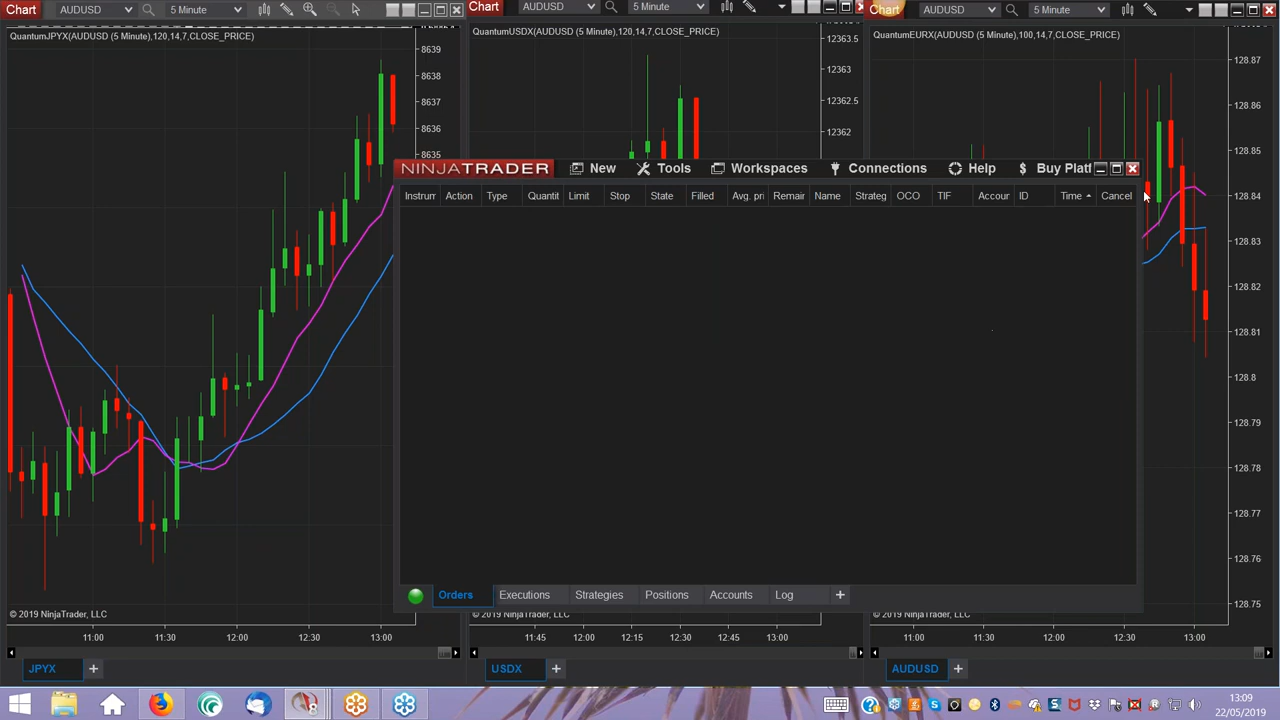 Chart AUDUSD 5 Minute
Chart AUDUSD 5 Minute
Chart AUDUSD 5 Minute
QuantumJPYX(AUDUSD (5 Minute),120,14,7,CLOSE_PRICE)
QuantumUSDX(AUDUSD (5 Minute),120,14,7,CLOSE_PRICE)
QuantumEURX(AUDUSD (5 Minute),100,14,7,CLOSE_PRICE)
8639
8638
8637
8636
8635
12363.5
12363
12362.5
12362
128.87
128.86
128.85
128.84
128.83
128.82
128.81
128.8
128.79
128.78
128.77
128.76
128.75
NINJATRADER New Tools Workspaces Connections Help $ Buy Platf
Instrum Action Type Quantit Limit Stop State Filled Avg. pri Remair Name Strateg OCO TIF Accour ID Time Cancel
Orders Executions Strategies Positions Accounts Log +
© 2019 NinjaTrader, LLC
© 2019 NinjaTrader, LLC
© 2019 NinjaTrader, LLC
11:00 11:30 12:00 12:30 13:00
11:45 12:00 12:15 12:30 12:45 13:00
11:00 11:30 12:00 12:30 13:00
JPYX +
USDX +
AUDUSD +
13:09
22/05/2019